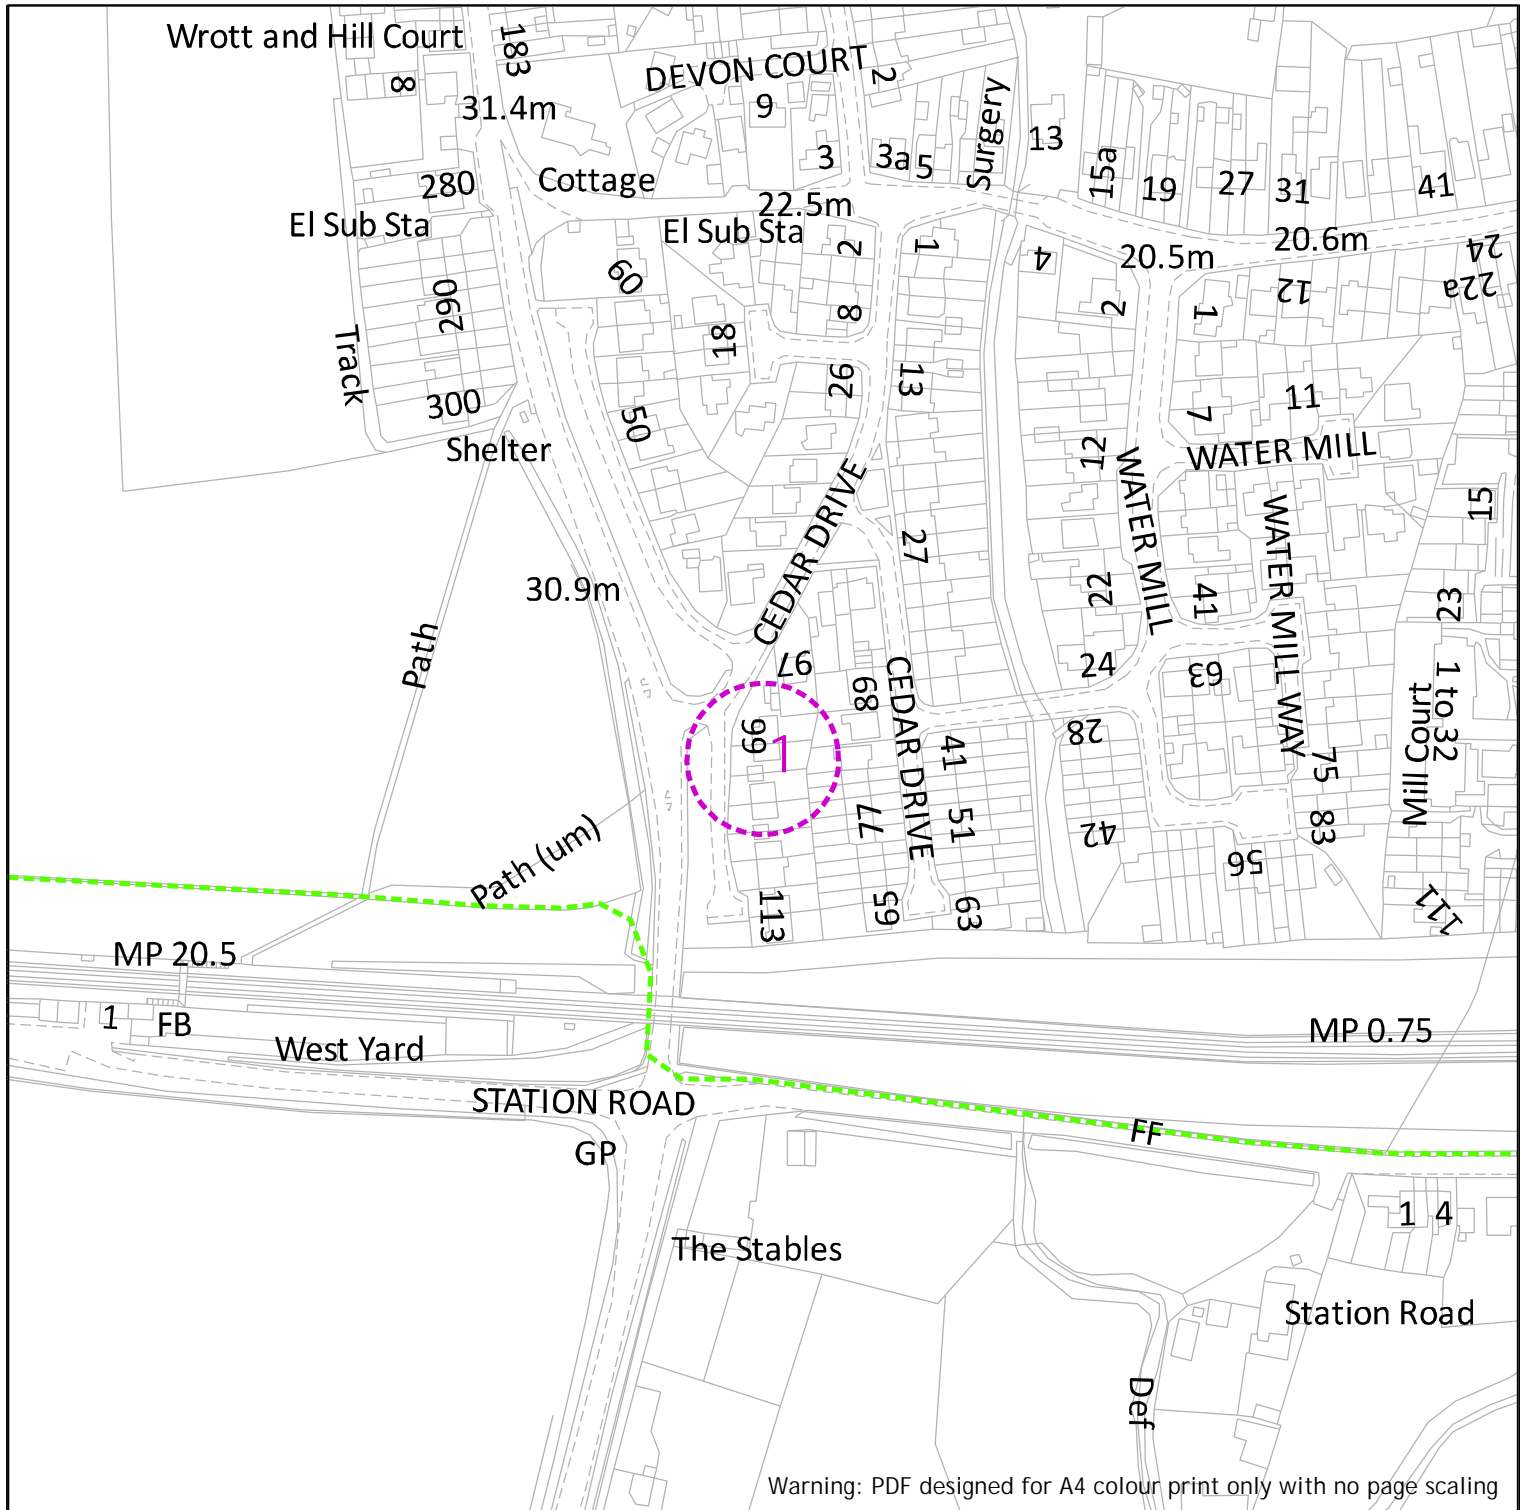 Wrott and Hill Court
183
DEVON COURT
2
8
31.4m
9
Surgery
13
3
3a
5
15a
19
27
31
41
280
Cottage
22.5m
El Sub Sta
El Sub Sta
2
1
4
20.5m
20.6m
24
22a
60
290
8
2
1
12
Track
18
26
13
300
50
7
11
Shelter
12
WATER MILL
WATER MILL
CEDAR DRIVE
WATER MILL WAY
15
27
30.9m
22
41
23
Path
97
24
63
1 to 32
Mill Court
CEDAR DRIVE
68
99
1
28
41
75
77
51
42
83
Path (um)
56
113
59
63
111
MP 20.5
1
FB
West Yard
MP 0.75
STATION ROAD
GP
FF
The Stables
1
4
Station Road
Def
Warning: PDF designed for A4 colour print only with no page scaling